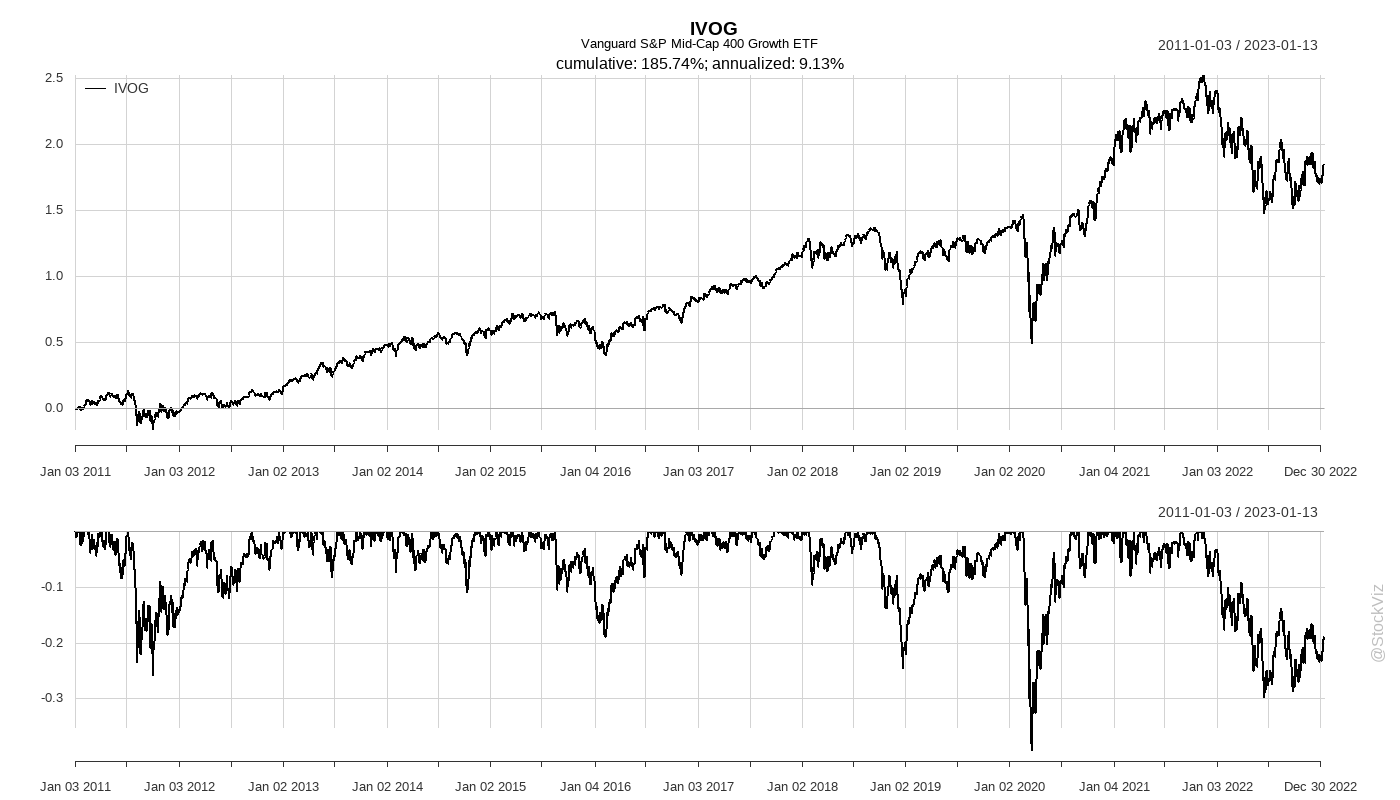 IVOG
Vanguard S&P Mid-Cap 400 Growth ETF
cumulative: 185.74%; annualized: 9.13%
2011-01-03 / 2023-01-13
IVOG
2.5
2.0
1.5
1.0
0.5
0.0
Jan 03 2011 Jan 03 2012 Jan 02 2013 Jan 02 2014 Jan 02 2015 Jan 04 2016 Jan 03 2017 Jan 02 2018 Jan 02 2019 Jan 02 2020 Jan 04 2021 Jan 03 2022 Dec 30 2022
2011-01-03 / 2023-01-13
-0.1
-0.2
-0.3
Jan 03 2011 Jan 03 2012 Jan 02 2013 Jan 02 2014 Jan 02 2015 Jan 04 2016 Jan 03 2017 Jan 02 2018 Jan 02 2019 Jan 02 2020 Jan 04 2021 Jan 03 2022 Dec 30 2022
@StockViz